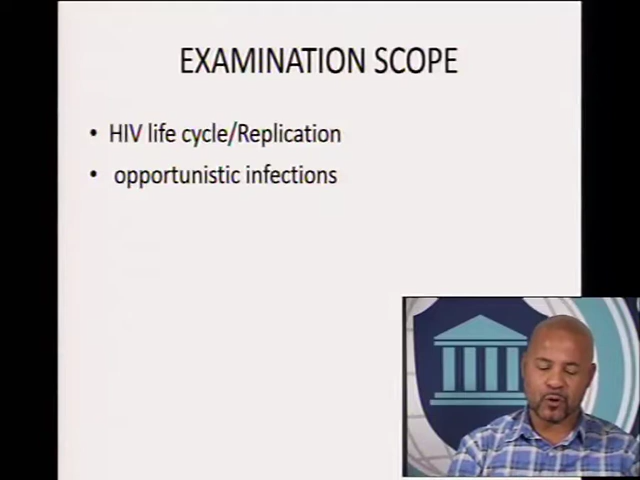 EXAMINATION SCOPE
• HIV life cycle/Replication
• opportunistic infections